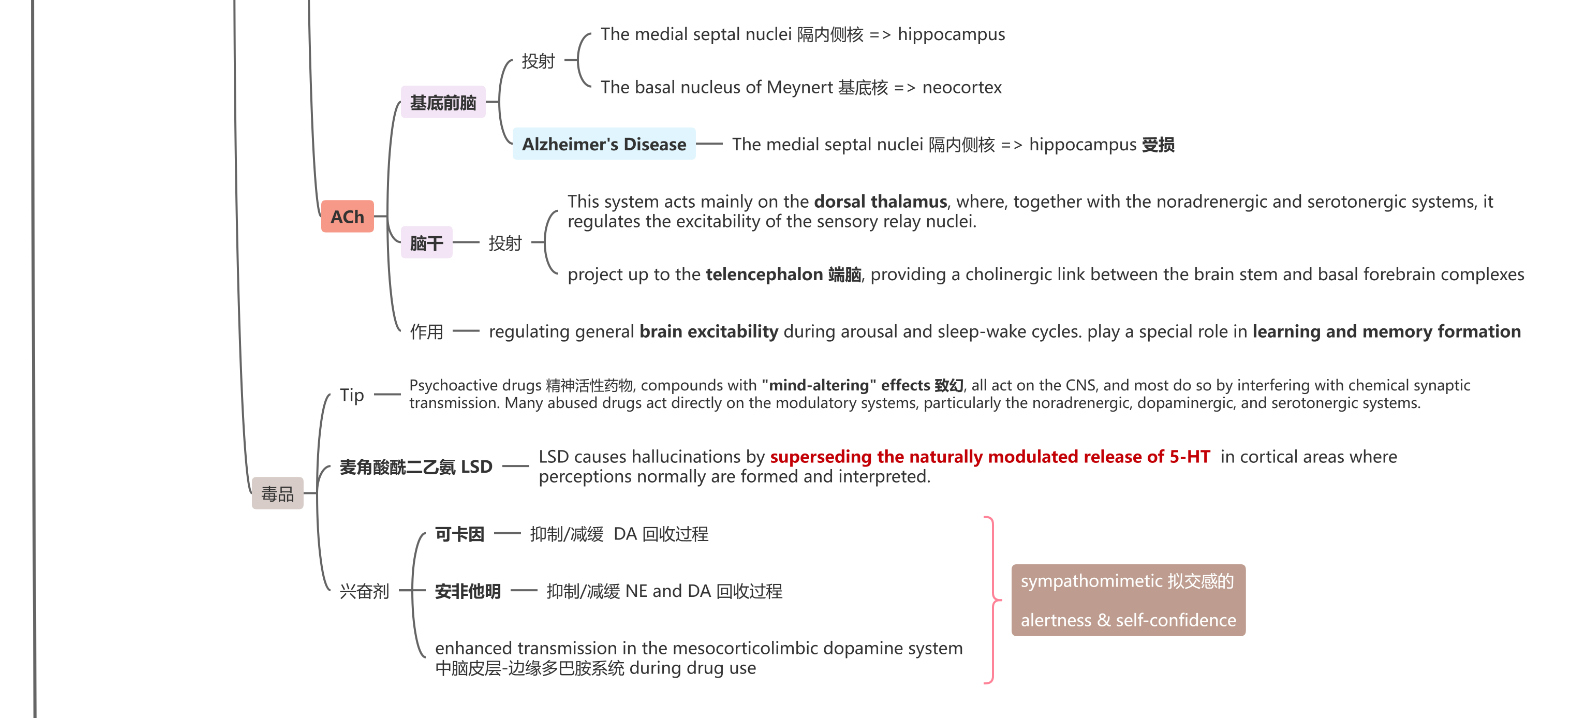 The medial septal nuclei 隔内侧核 => hippocampus
投射
The basal nucleus of Meynert 基底核 => neocortex
基底前脑
Alzheimer's Disease
The medial septal nuclei 隔内侧核 => hippocampus 受损
This system acts mainly on the dorsal thalamus, where, together with the noradrenergic and serotonergic systems, it
regulates the excitability of the sensory relay nuclei.
ACh
脑干
投射
project up to the telencephalon 端脑, providing a cholinergic link between the brain stem and basal forebrain complexes
作用
regulating general brain excitability during arousal and sleep-wake cycles. play a special role in learning and memory formation
Tip
Psychoactive drugs 精神活性药物, compounds with "mind-altering" effects 致幻, all act on the CNS, and most do so by interfering with chemical synaptic
transmission. Many abused drugs act directly on the modulatory systems, particularly the noradrenergic, dopaminergic, and serotonergic systems.
麦角酸酰二乙氨 LSD
LSD causes hallucinations by superseding the naturally modulated release of 5-HT in cortical areas where
perceptions normally are formed and interpreted.
毒品
可卡因
抑制/减缓 DA 回收过程
兴奋剂
安非他明
抑制/减缓 NE and DA 回收过程
enhanced transmission in the mesocorticolimbic dopamine system
中脑皮层-边缘多巴胺系统 during drug use
sympathomimetic 拟交感的
alertness & self-confidence